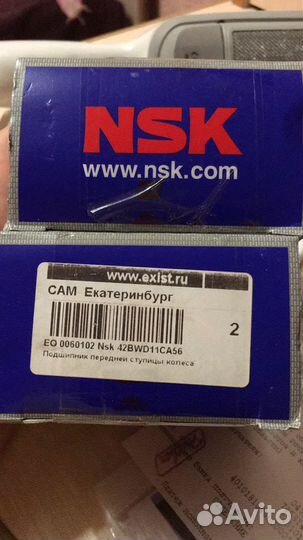 NSK
www.nsk.com
www.exist.ru
САМ Екатеринбург
2
EO 0060102 Nsk 42BWD11CA56
Подшипник передней ступицы колеса
Avito